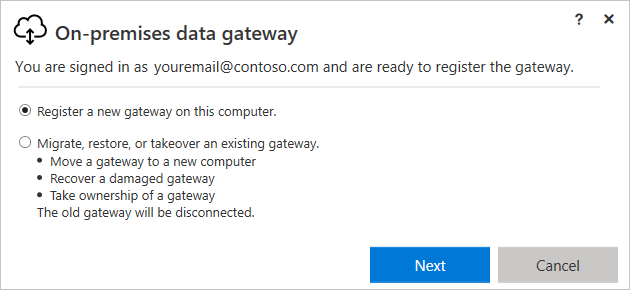 On-premises data gateway
? ×
You are signed in as youremail@contoso.com and are ready to register the gateway.
Register a new gateway on this computer.
Migrate, restore, or takeover an existing gateway.
• Move a gateway to a new computer
• Recover a damaged gateway
• Take ownership of a gateway
The old gateway will be disconnected.
Next
Cancel